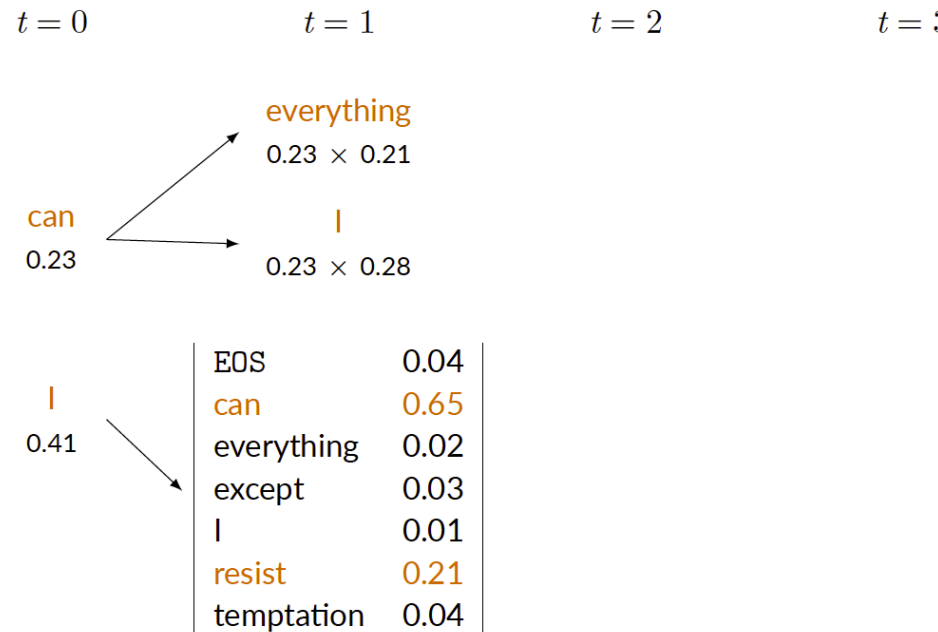 t = 0 t = 1 t = 2 t = 3
everything
0.23 × 0.21
can
0.23
I
0.23 × 0.28
I
0.41
EOS 0.04
can 0.65
everything 0.02
except 0.03
I 0.01
resist 0.21
temptation 0.04